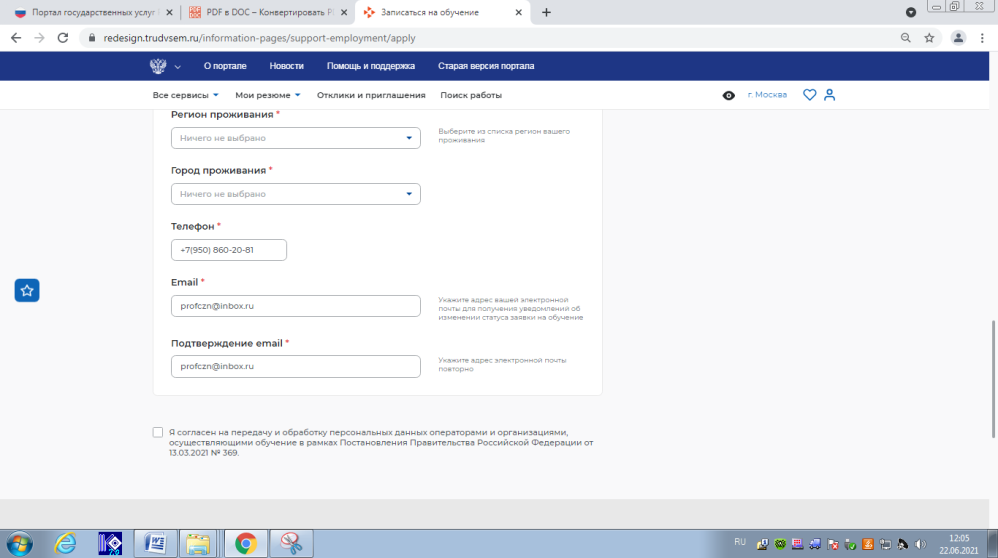 Портал государственных услуг
PDF в DOC – Конвертировать
Записаться на обучение
redesign.trudvsem.ru/information-pages/support-employment/apply
О портале Новости Помощь и поддержка Старая версия портала
Все сервисы Мои резюме Отклики и приглашения Поиск работы г. Москва
Регион проживания *
Ничего не выбрано
Выберите из списка регион вашего
проживания
Город проживания *
Ничего не выбрано
Телефон *
+7(950) 860-20-81
Email *
profczn@inbox.ru
Укажите адрес вашей электронной
почты для получения уведомлений об
изменении статуса заявки на обучение
Подтверждение email *
profczn@inbox.ru
Укажите адрес электронной почты
повторно
Я согласен на передачу и обработку персональных данных операторами и организациями,
осуществляющими обучение в рамках Постановления Правительства Российской Федерации от
13.03.2021 № 369.
RU
12:05
22.06.2021